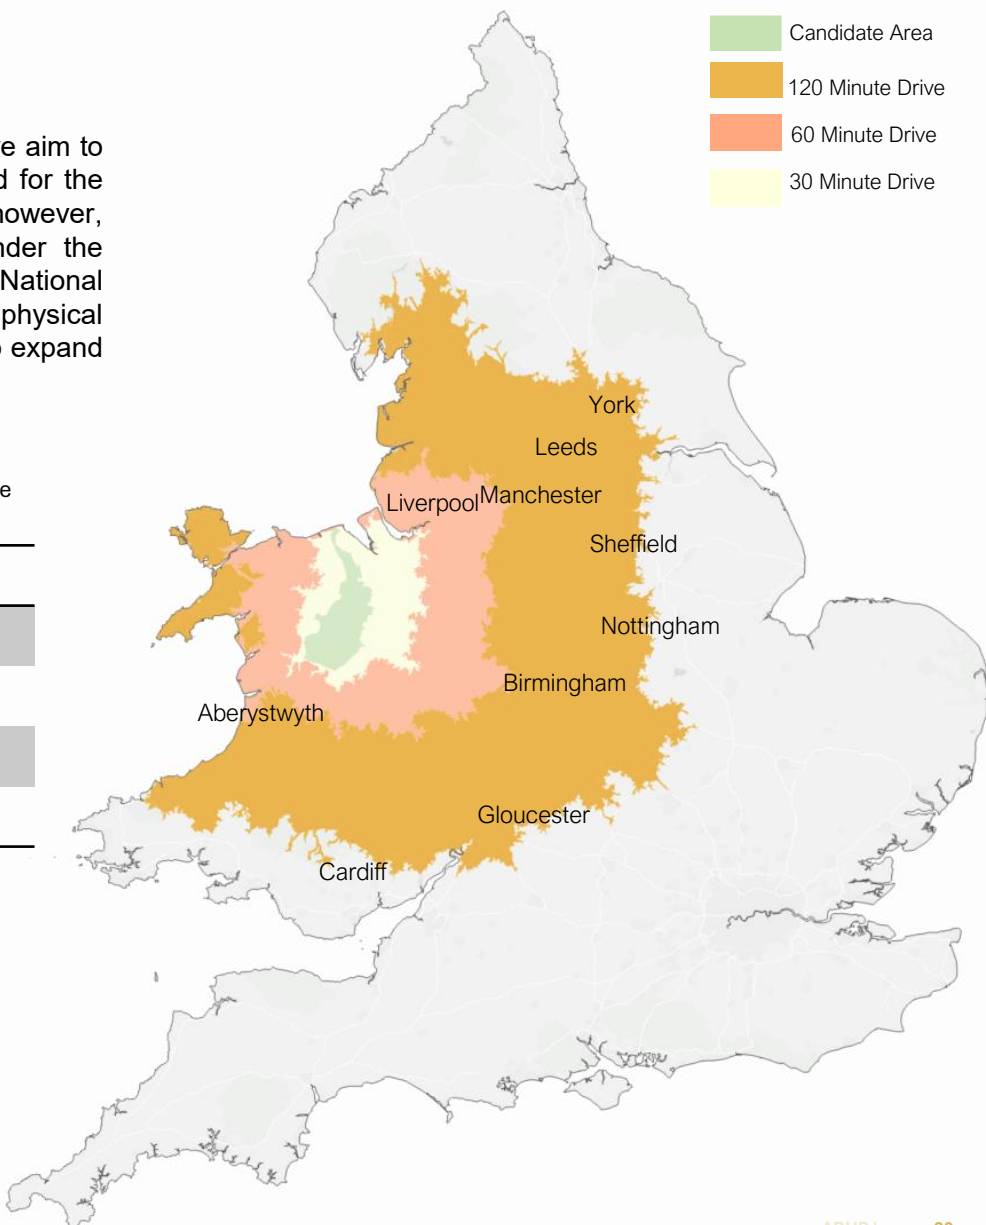 Candidate Area
120 Minute Drive
60 Minute Drive
30 Minute Drive
e aim to
d for the
however,
nder the
National
physical
expand
e
York
Leeds
Liverpool
Manchester
Sheffield
Nottingham
Birmingham
Aberystwyth
Gloucester
Cardiff